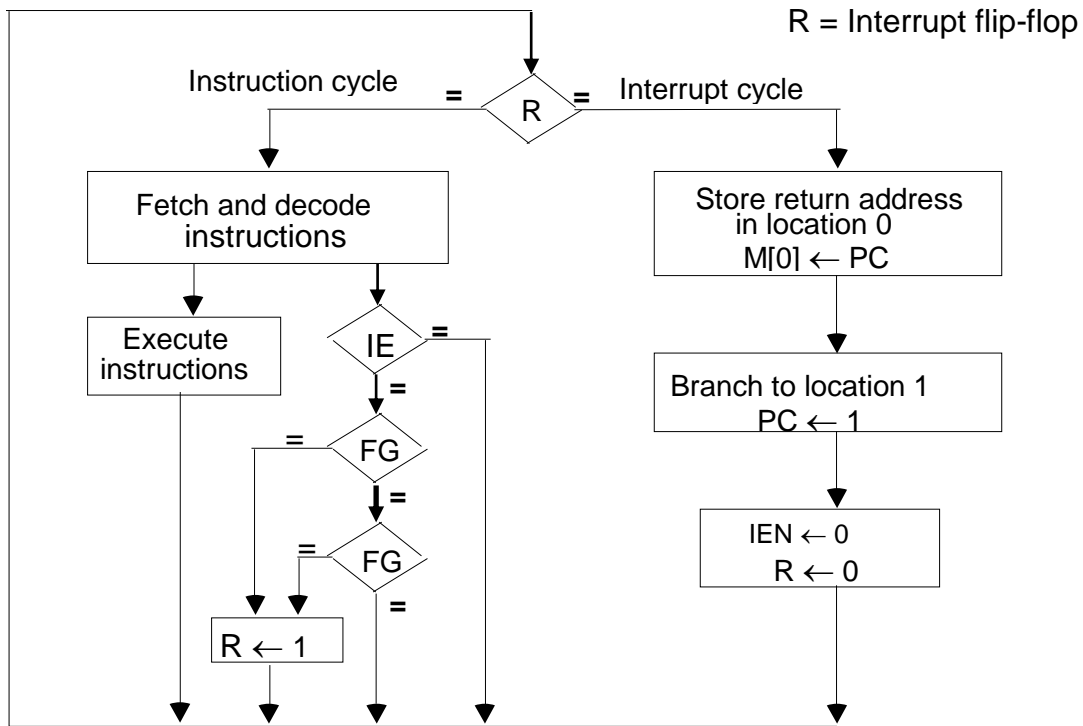 R = Interrupt flip-flop
Instruction cycle
=
R
=
Interrupt cycle
Fetch and decode
instructions
Store return address
in location 0
M[0] ← PC
Execute
instructions
IE
=
=
Branch to location 1
PC ← 1
=
FG
=
=
FG
=
IEN ← 0
R ← 0
R ← 1